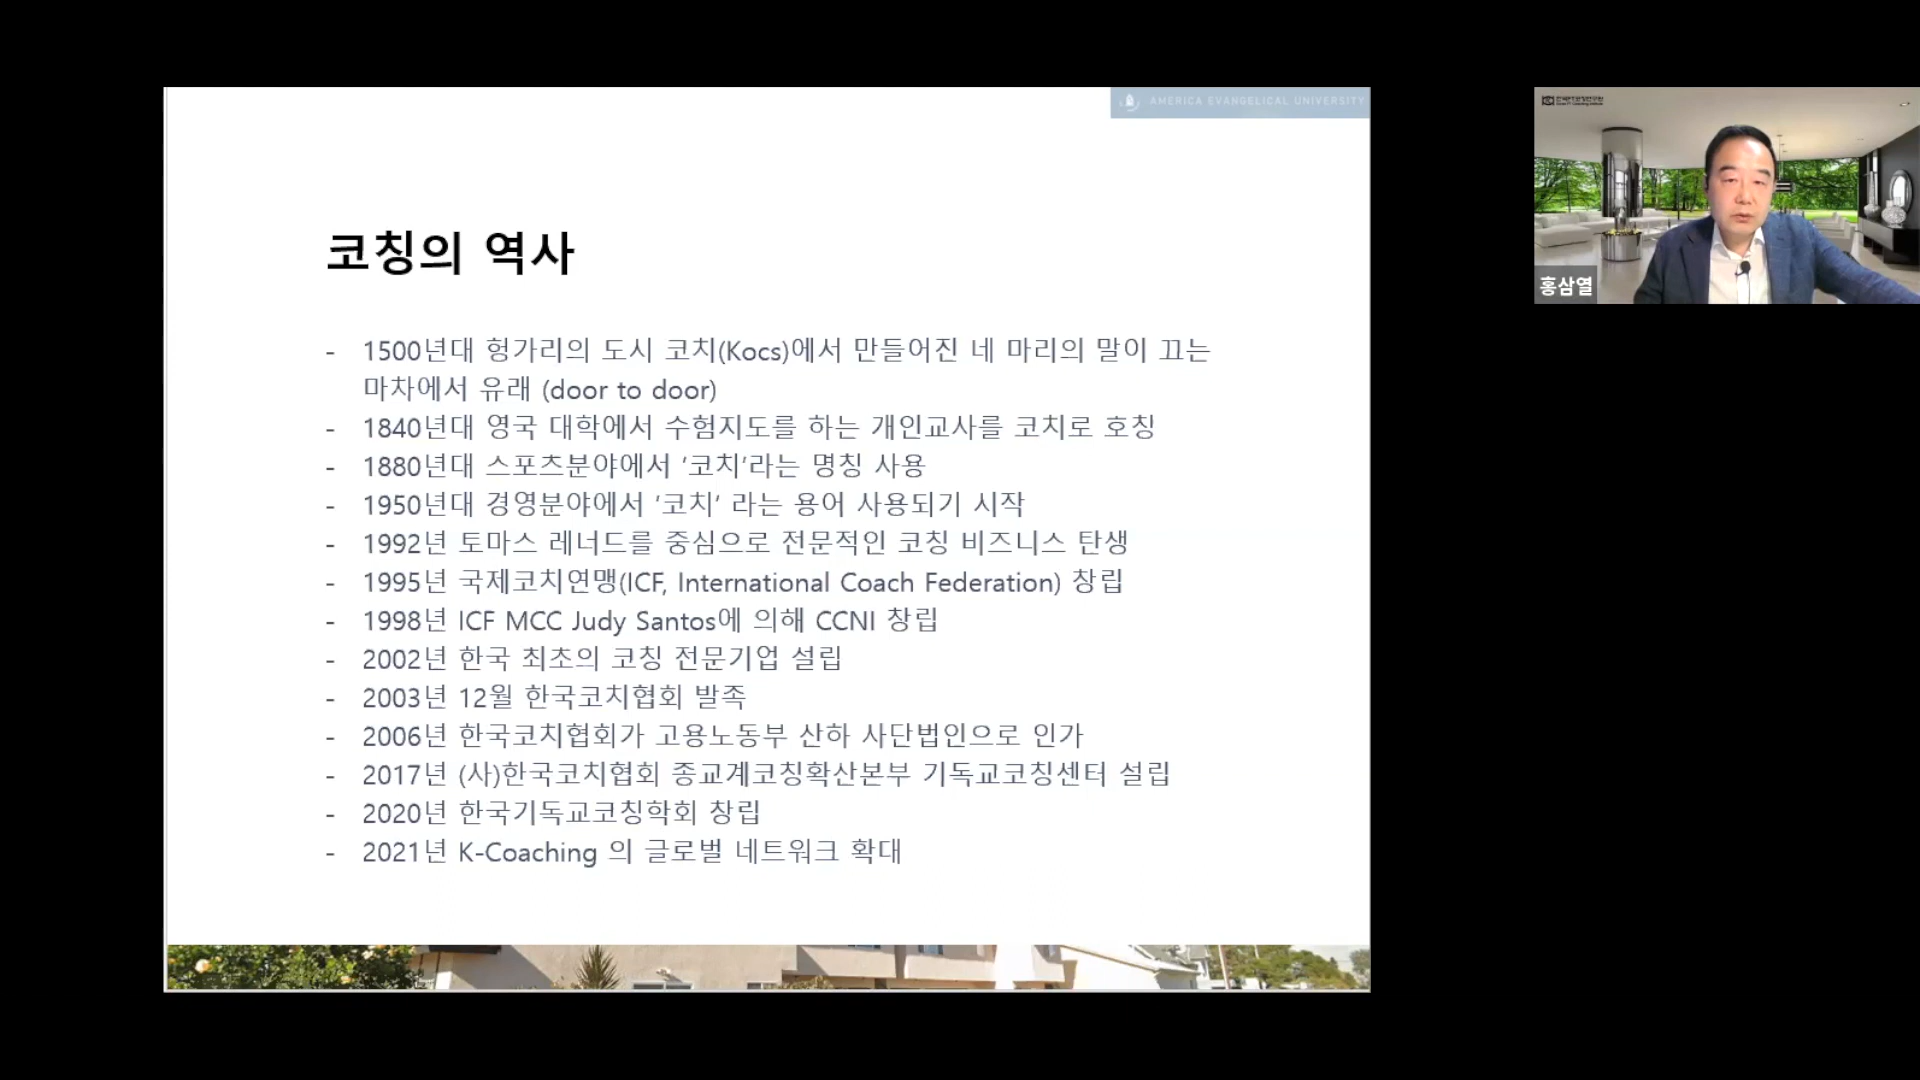 AMERICA EVANGELICAL UNIVERSITY
코칭의 역사
- 1500년대 헝가리의 도시 코치(Kocs)에서 만들어진 네 마리의 말이 끄는
마차에서 유래 (door to door)
- 1840년대 영국 대학에서 수험지도를 하는 개인교사를 코치로 호칭
- 1880년대 스포츠분야에서 ‘코치’라는 명칭 사용
- 1950년대 경영분야에서 ‘코치’ 라는 용어 사용되기 시작
- 1992년 토마스 레너드를 중심으로 전문적인 코칭 비즈니스 탄생
- 1995년 국제코치연맹(ICF, International Coach Federation) 창립
- 1998년 ICF MCC Judy Santos에 의해 CCNI 창립
- 2002년 한국 최초의 코칭 전문기업 설립
- 2003년 12월 한국코치협회 발족
- 2006년 한국코치협회가 고용노동부 산하 사단법인으로 인가
- 2017년 (사)한국코치협회 종교계코칭확산본부 기독교코칭센터 설립
- 2020년 한국기독교코칭학회 창립
- 2021년 K-Coaching 의 글로벌 네트워크 확대
홍삼열